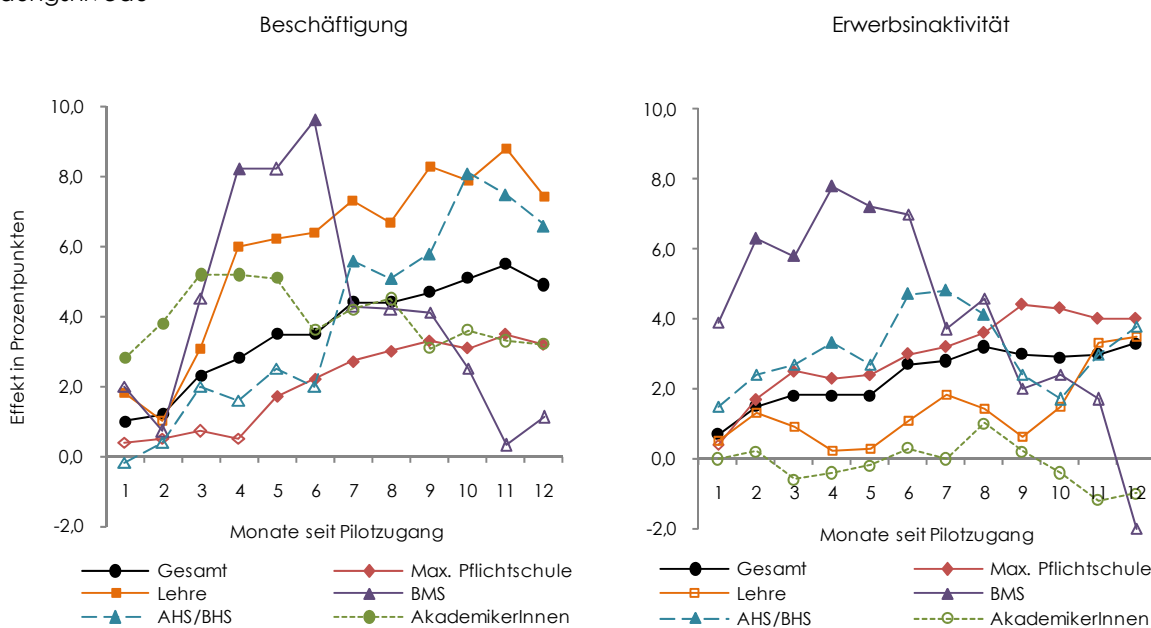 Beschäftigung
Erwerbsinaktivität
Effekt in Prozentpunkten
10,0
8,0
6,0
4,0
2,0
0,0
-2,0
1 2 3 4 5 6 7 8 9 10 11 12
Monate seit Pilotzugang
Gesamt
Max. Pflichtschule
Lehre
BMS
AHS/BHS
AkademikerInnen
10,0
8,0
6,0
4,0
2,0
0,0
-2,0
1 2 3 4 5 6 7 8 9 10 11 12
Monate seit Pilotzugang
Gesamt
Max. Pflichtschule
Lehre
BMS
AHS/BHS
AkademikerInnen